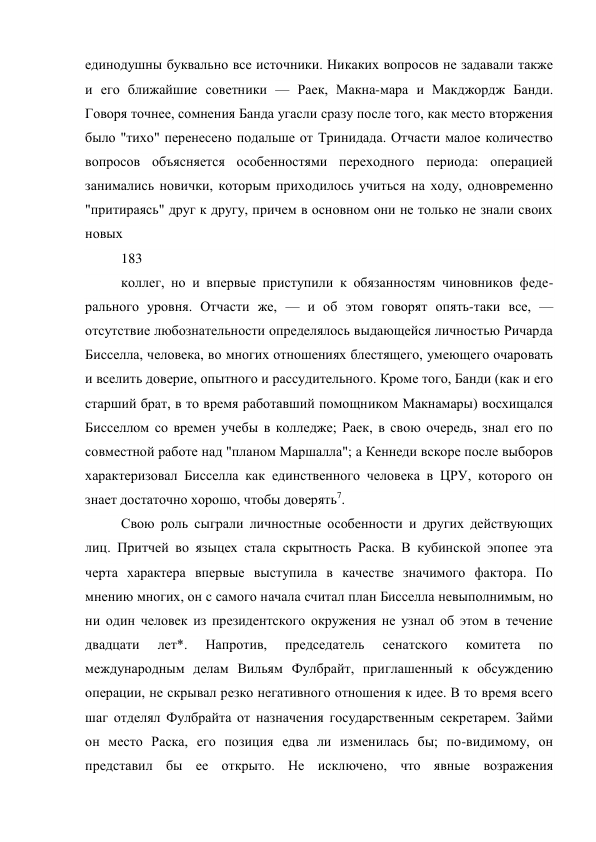 единодушны буквально все источники. Никаких вопросов не задавали также
и его ближайшие советники — Раек, Макна-мара и Макджордж Банди.
Говоря точнее, сомнения Банда угасли сразу после того, как место вторжения
было "тихо" перенесено подальше от Тринидада. Отчасти малое количество
вопросов объясняется особенностями переходного периода: операцией
занимались новички, которым приходилось учиться на ходу, одновременно
"притираясь" друг к другу, причем в основном они не только не знали своих
новых
183
коллег, но и впервые приступили к обязанностям чиновников феде-
рального уровня. Отчасти же, — и об этом говорят опять-таки все, —
отсутствие любознательности определялось выдающейся личностью Ричарда
Бисселла, человека, во многих отношениях блестящего, умеющего очаровать
и вселить доверие, опытного и рассудительного. Кроме того, Банди (как и его
старший брат, в то время работавший помощником Макнамары) восхищался
Бисселлом со времен учебы в колледже; Раек, в свою очередь, знал его по
совместной работе над "планом Маршалла"; а Кеннеди вскоре после выборов
характеризовал Бисселла как единственного человека в ЦРУ, которого он
знает достаточно хорошо, чтобы доверять7.
Свою роль сыграли личностные особенности и других действующих
лиц. Притчей во языцех стала скрытность Раска. В кубинской эпопее эта
черта характера впервые выступила в качестве значимого фактора. По
мнению многих, он с самого начала считал план Бисселла невыполнимым, но
ни один человек из президентского окружения не узнал об этом в течение
двадцати лет*. Напротив, председатель сенатского комитета по
международным делам Вильям Фулбрайт, приглашенный к обсуждению
операции, не скрывал резко негативного отношения к идее. В то время всего
шаг отделял Фулбрайта от назначения государственным секретарем. Займи
он место Раска, его позиция едва ли изменилась бы; по-видимому, он
представил бы ее открыто. Не исключено, что явные возражения